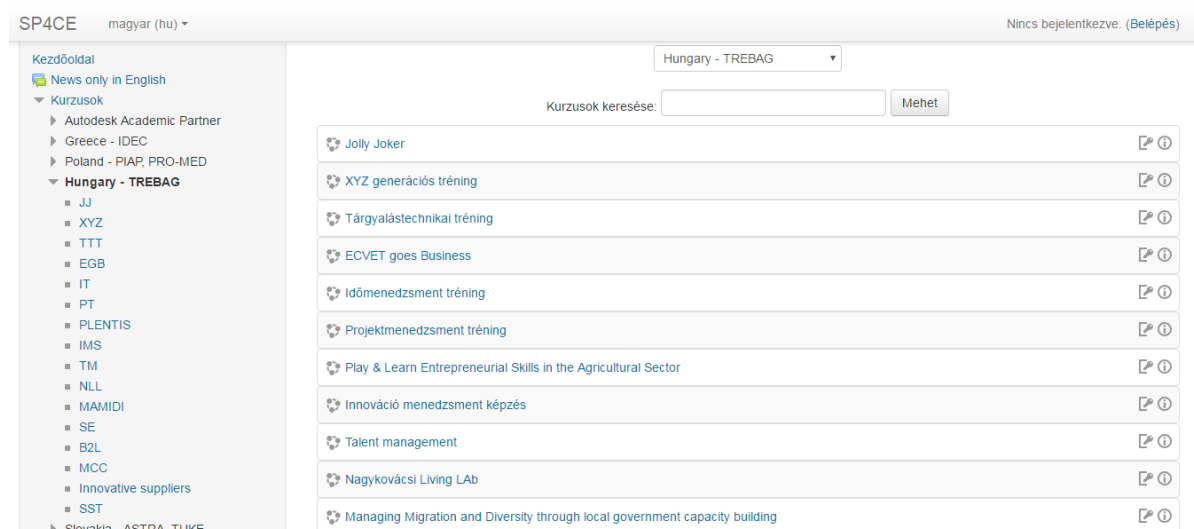 SP4CE magyar (hu) Nincs bejelentkezve. (Belépés)
Kezdőoldal
News only in English
Kurzusok
Autodesk Academic Partner
Greece - IDEC
Poland - PIAP, PRO-MED
Hungary - TREBAG
JJ
XYZ
TTT
EGB
IT
PT
PLENTIS
IMS
TM
NLL
MAMIDI
SE
B2L
MCC
Innovative suppliers
SST
Slovakia - ASTRA, TUKE
Hungary - TREBAG
Kurzusok keresése: Mehet
Jolly Joker
XYZ generációs tréning
Tárgyalástechnikai tréning
ECVET goes Business
Időmenedzsment tréning
Projektmenedzsment tréning
Play & Learn Entrepreneurial Skills in the Agricultural Sector
Innováció menedzsment képzés
Talent management
Nagykovácsi Living LAb
Managing Migration and Diversity through local government capacity building